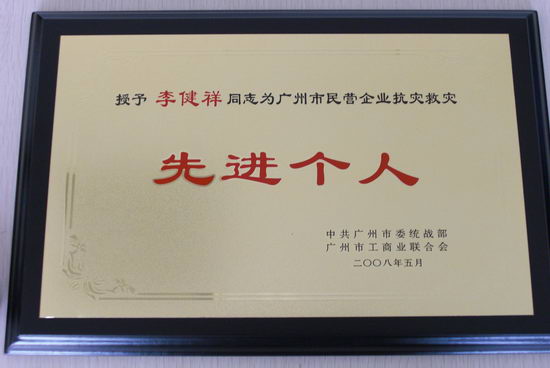 授予 李健祥 同志为广州市民营企业抗灾救灾
先进个人
中共广州市委统战部
广州市工商业联合会
二〇〇八年五月